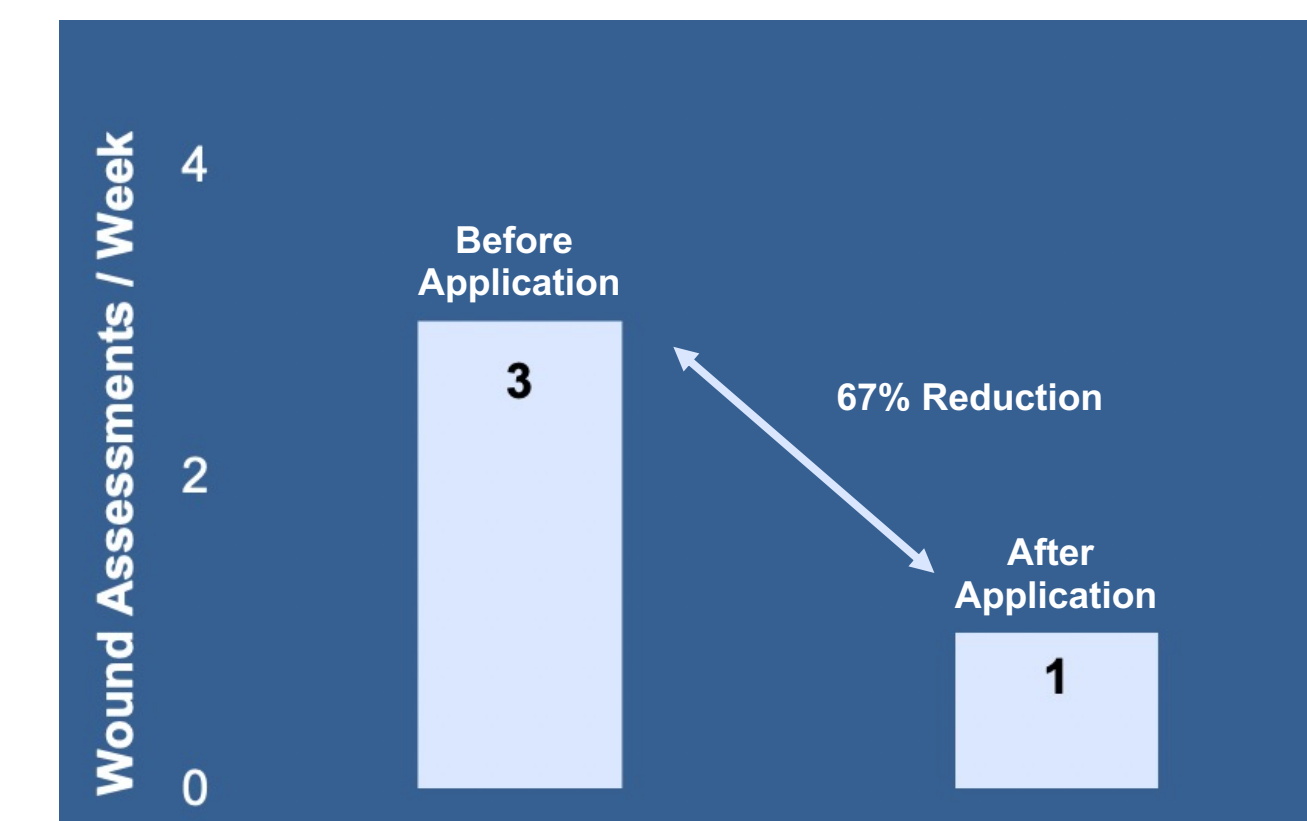 Wound Assessments / Week
4
2
0
Before
Application
3
67% Reduction
After
Application
1